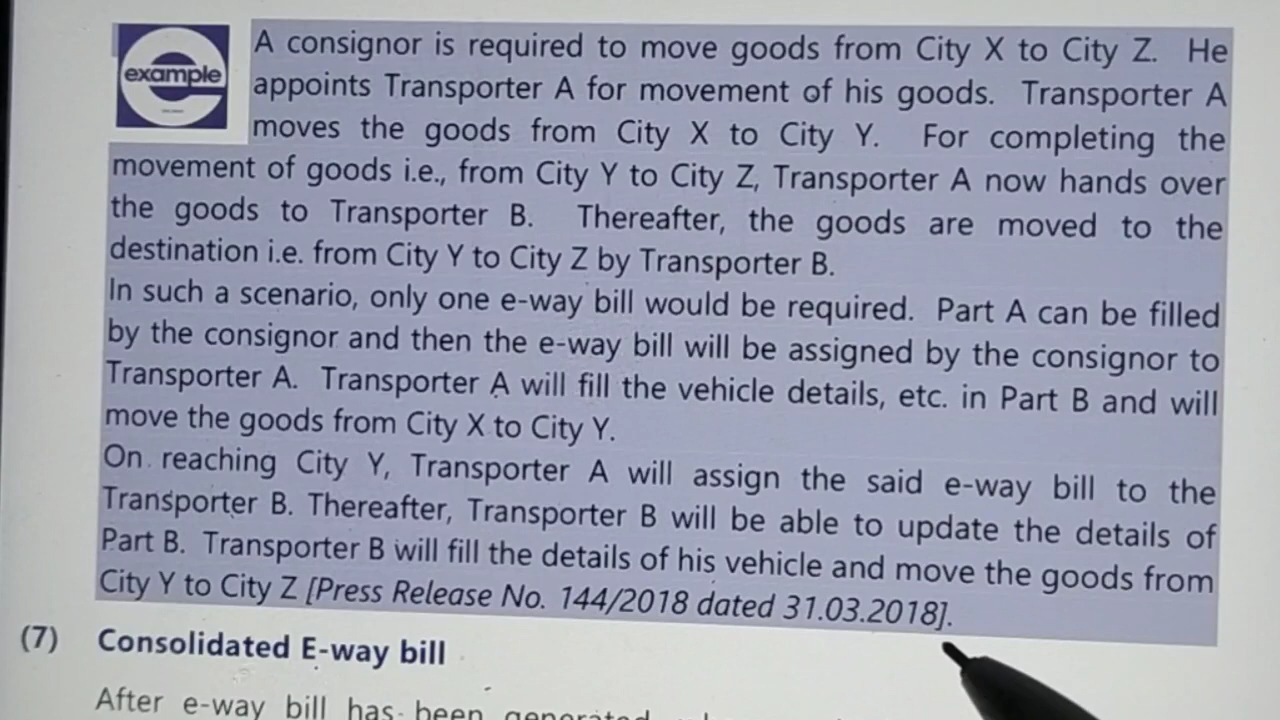 example
A consignor is required to move goods from City X to City Z. He
appoints Transporter A for movement of his goods. Transporter A
moves the goods from City X to City Y. For completing the
movement of goods i.e., from City Y to City Z, Transporter A now hands over
the goods to Transporter B. Thereafter, the goods are moved to the
destination i.e. from City Y to City Z by Transporter B.
In such a scenario, only one e-way bill would be required. Part A can be filled
by the consignor and then the e-way bill will be assigned by the consignor to
Transporter A. Transporter A will fill the vehicle details, etc. in Part B and will
move the goods from City X to City Y.
On reaching City Y, Transporter A will assign the said e-way bill to the
Transporter B. Thereafter, Transporter B will be able to update the details of
Part B. Transporter B will fill the details of his vehicle and move the goods from
City Y to City Z [Press Release No. 144/2018 dated 31.03.2018].
(7) Consolidated E-way bill
After e-way bill has been generated